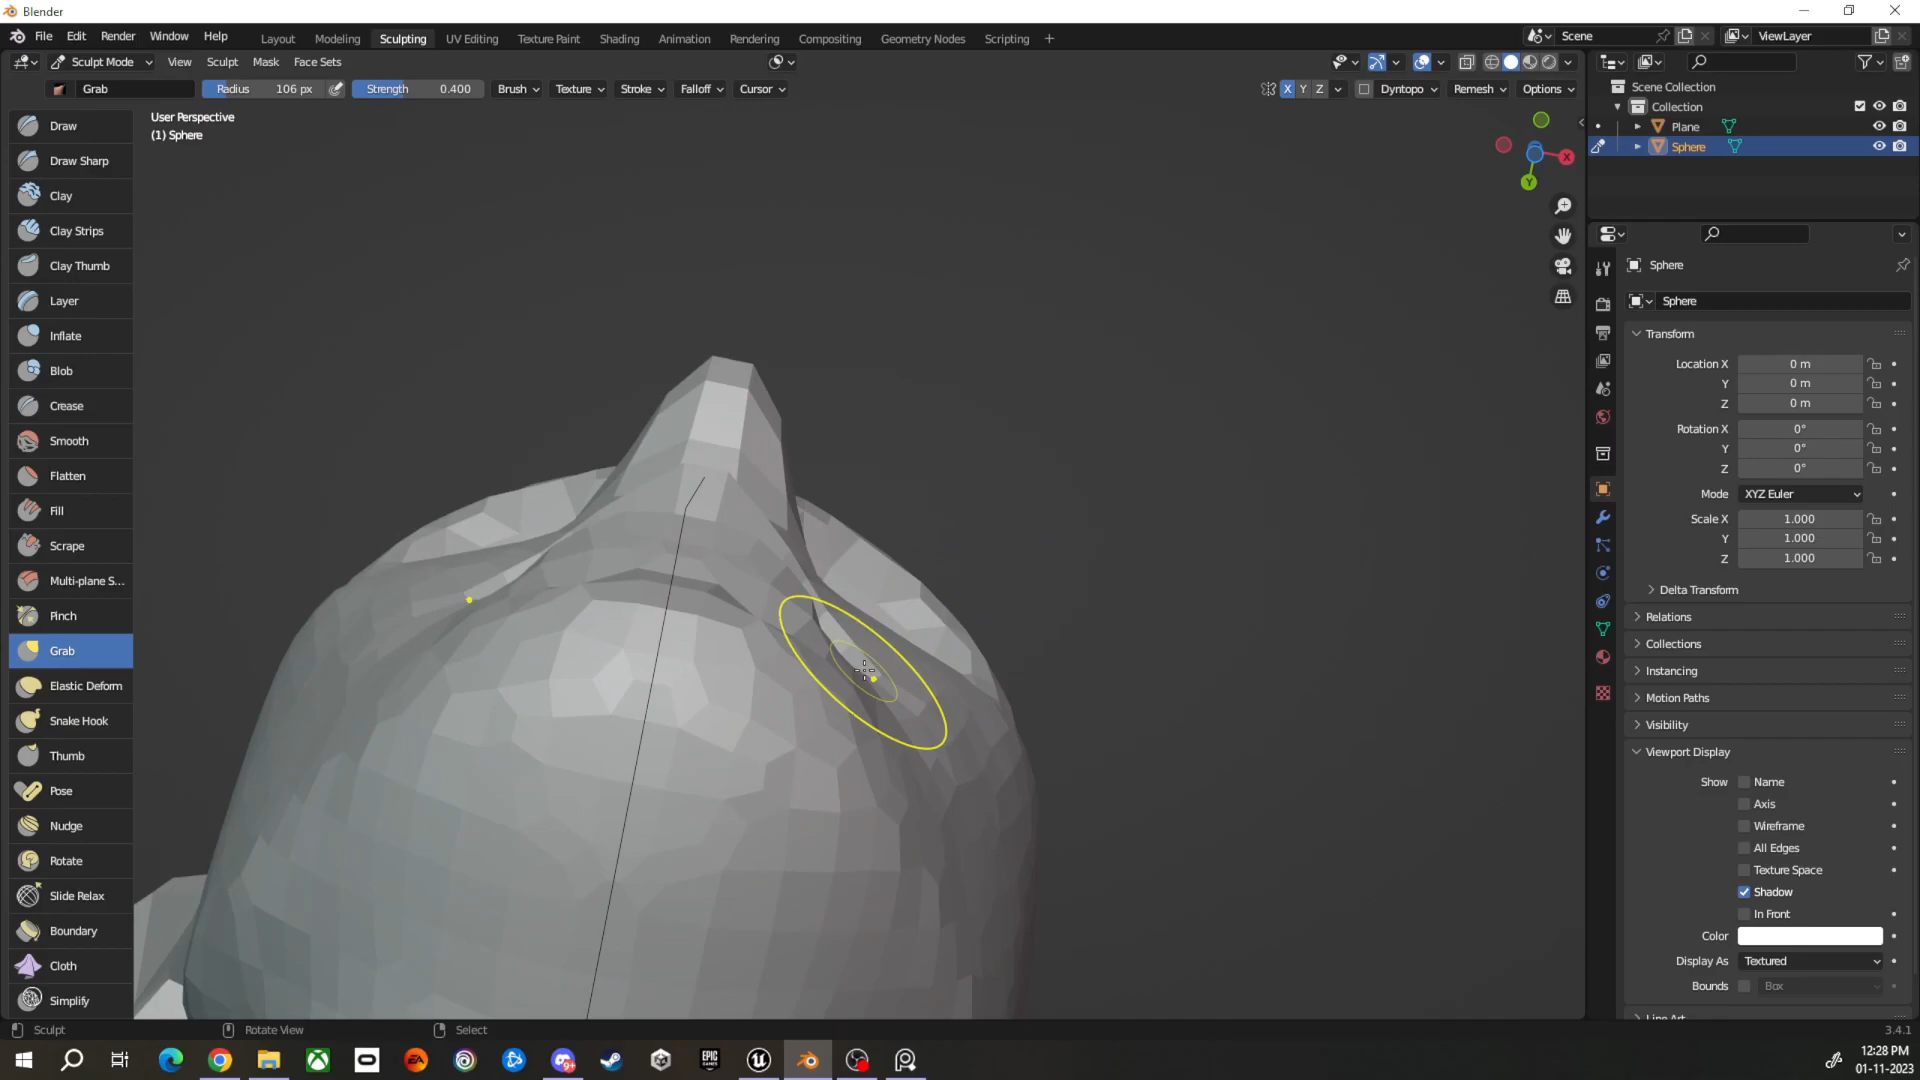 Blender
File Edit Render Window Help
Layout Modeling Sculpting UV Editing Texture Paint Shading Animation Rendering Compositing Geometry Nodes Scripting +
Scene
ViewLayer
Sculpt Mode View Sculpt Mask Face Sets
Grab Radius 106 px Strength 0.400 Brush Texture Stroke Falloff Cursor
X Y Z Dyntopo Remesh Options
User Perspective
(1) Sphere
X
Y
Draw
Draw Sharp
Clay
Clay Strips
Clay Thumb
Layer
Inflate
Blob
Crease
Smooth
Flatten
Fill
Scrape
Multi-plane S...
Pinch
Grab
Elastic Deform
Snake Hook
Thumb
Pose
Nudge
Rotate
Slide Relax
Boundary
Cloth
Simplify
Scene Collection
Collection
Plane
Sphere
Sphere
Sphere
Transform
Location X 0 m
Y 0 m
Z 0 m
Rotation X 0°
Y 0°
Z 0°
Mode XYZ Euler
Scale X 1.000
Y 1.000
Z 1.000
Delta Transform
Relations
Collections
Instancing
Motion Paths
Visibility
Viewport Display
Show Name
Axis
Wireframe
All Edges
Texture Space
Shadow
In Front
Color
Display As Textured
Bounds Box
Line Art
Sculpt Rotate View Select
3.4.1
EA
9+
EPIC GAMES
12:28 PM
01-11-2023